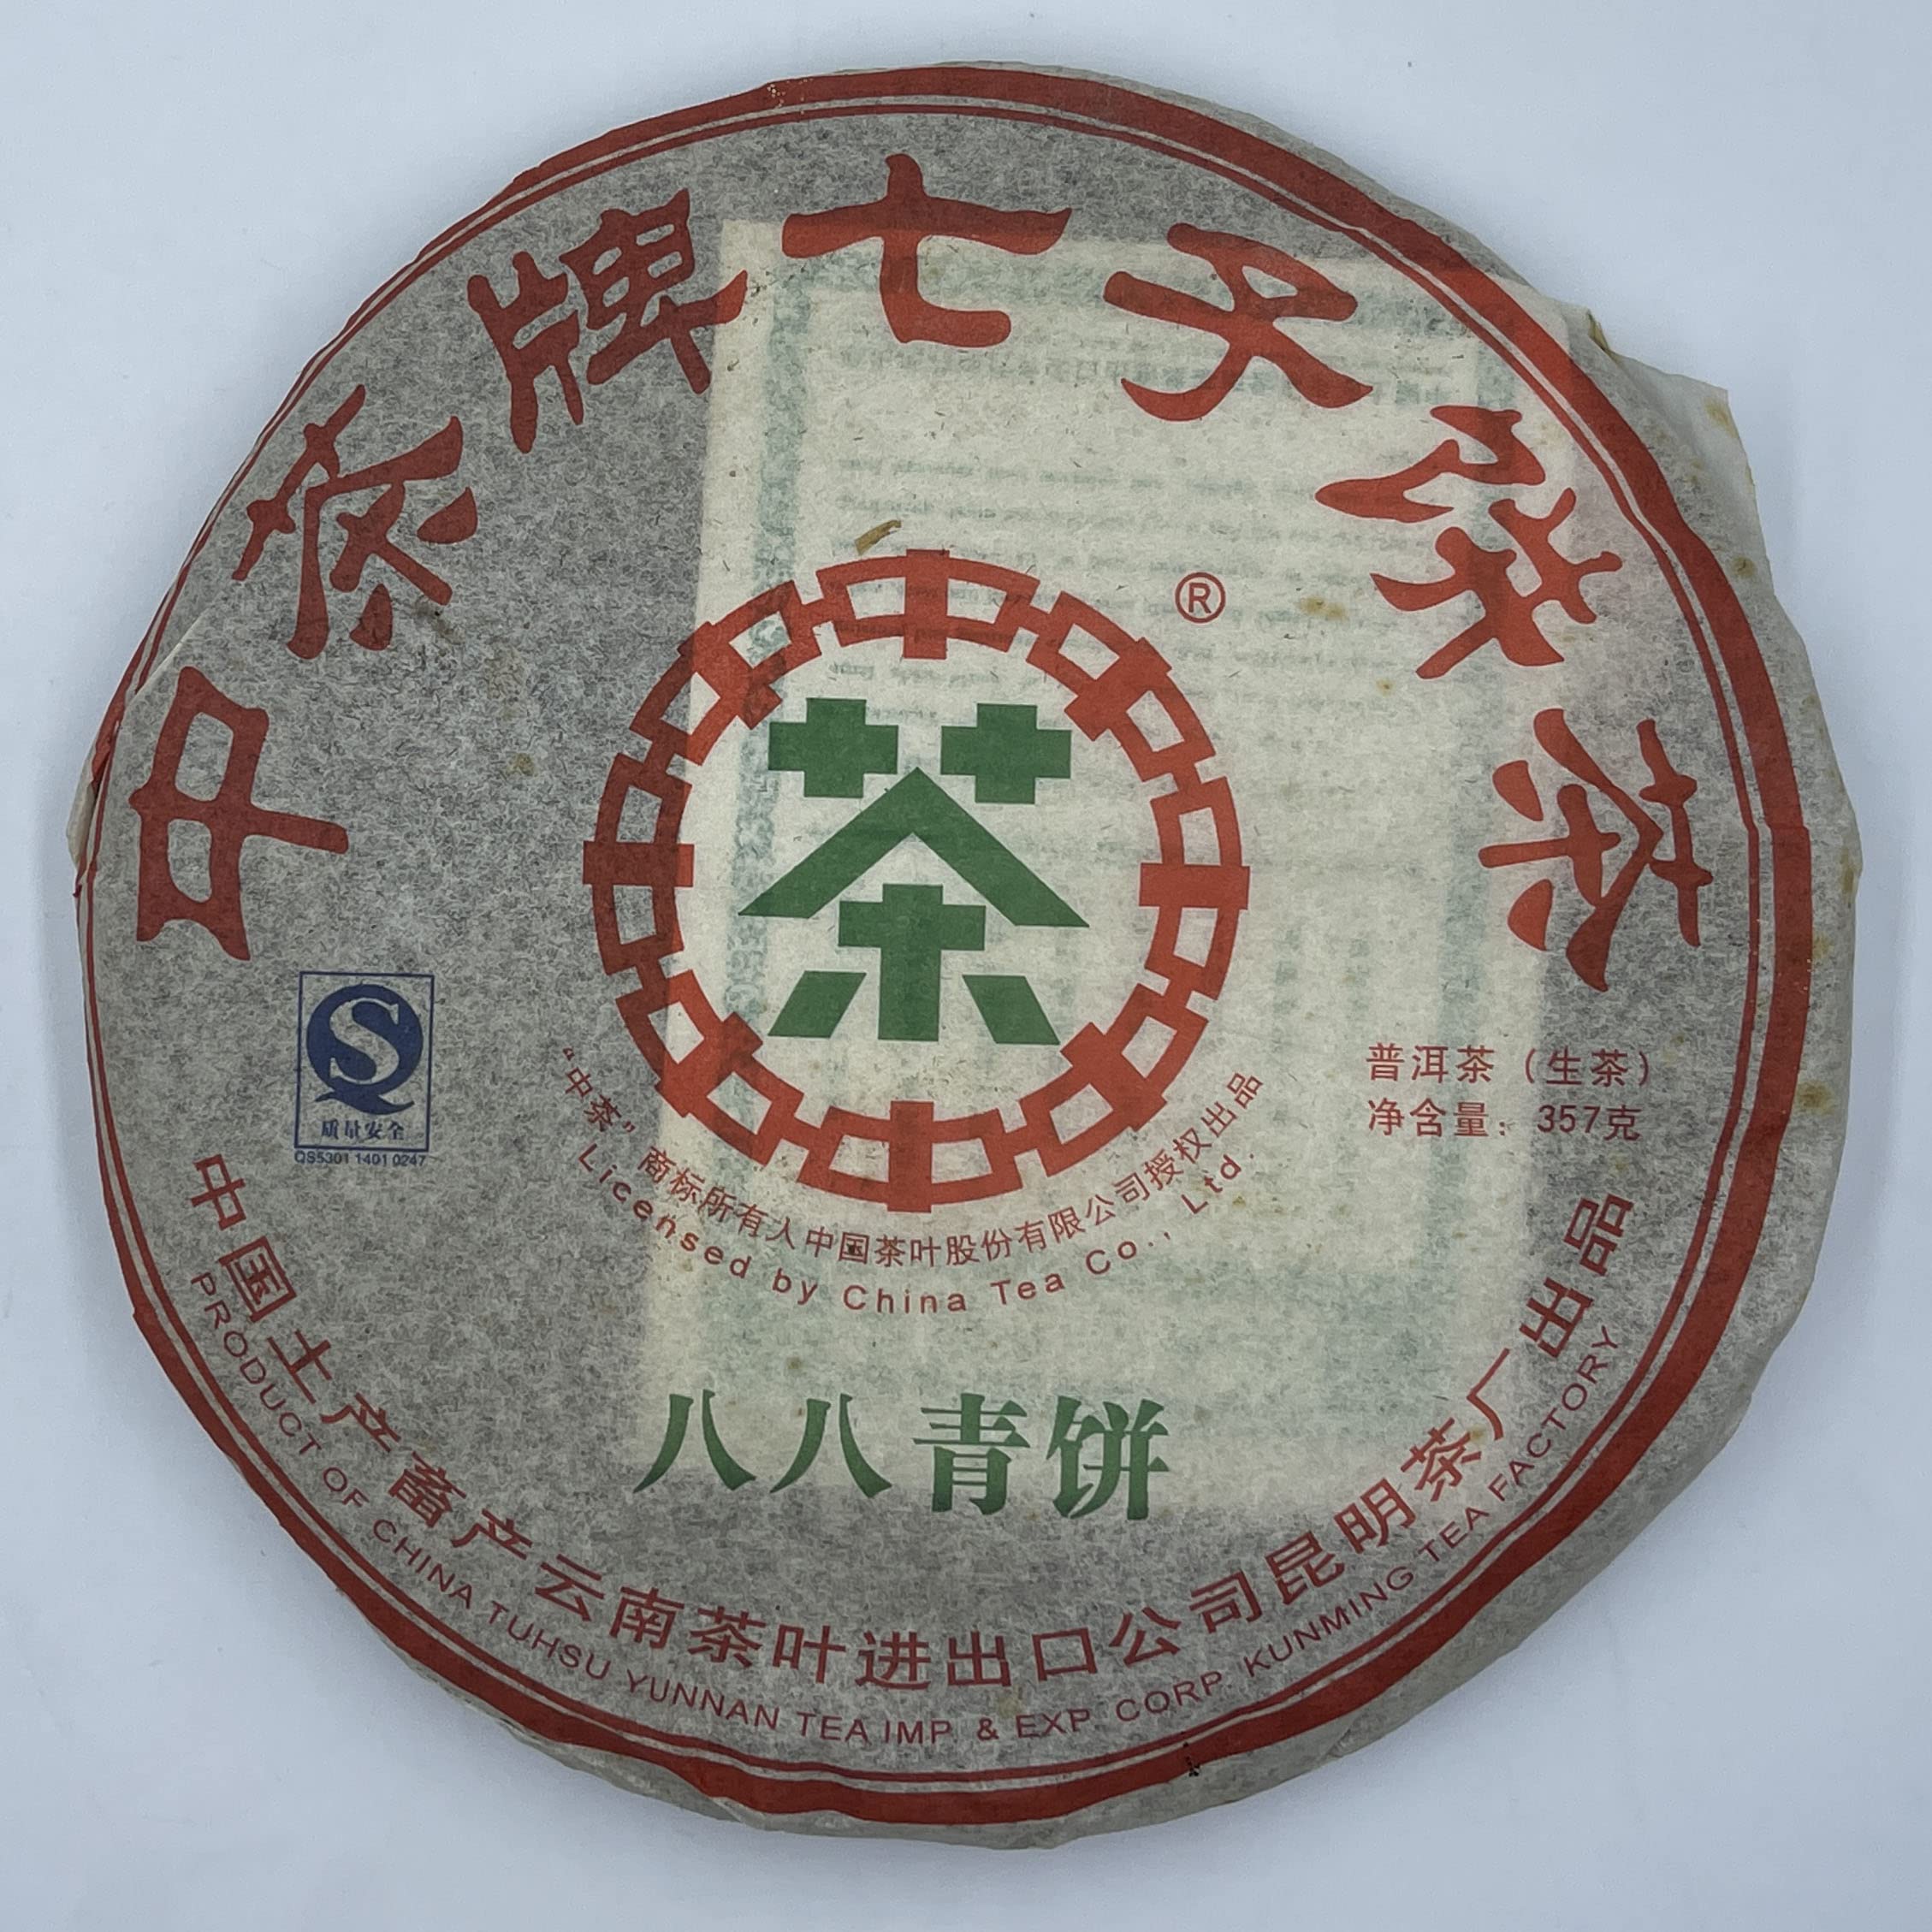 中茶牌七子饼茶
®
茶
“中茶”商标所有人中国茶叶股份有限公司授权出品
Licensed by China Tea Co., Ltd.
质量安全
QS5301 1401 0247
普洱茶（生茶）
净含量：357克
八八青饼
中国土产畜产云南茶叶进出口公司昆明茶厂出品
PRODUCT OF CHINA TUHSU YUNNAN TEA IMP. & EXP. CORP. KUNMING TEA FACTORY